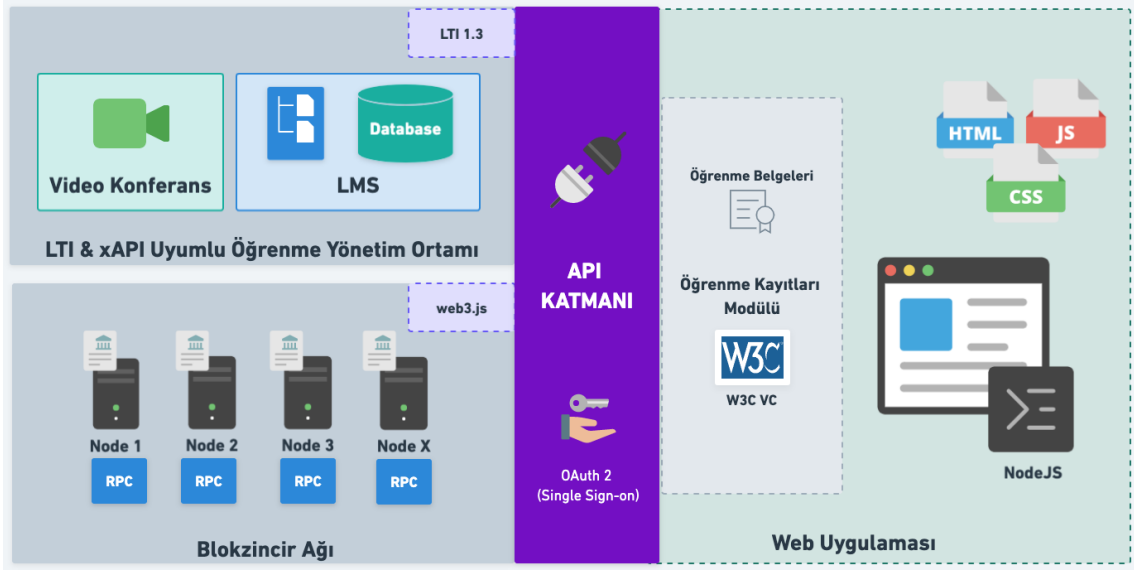 LTI 1.3
Video Konferans
Database
LMS
LTI & xAPI Uyumlu Öğrenme Yönetim Ortamı
web3.js
Node 1
Node 2
Node 3
Node X
RPC
RPC
RPC
RPC
Blokzincir Ağı
API
KATMANI
OAuth 2
(Single Sign-on)
Öğrenme Belgeleri
Öğrenme Kayıtları
Modülü
W3C
W3C VC
HTML
JS
CSS
NodeJS
Web Uygulaması